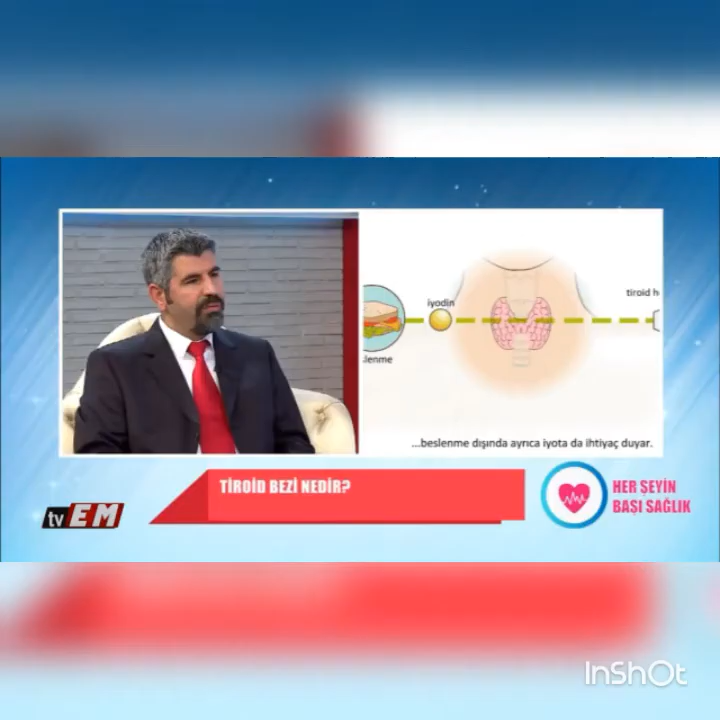 iyodin
tiroid h
lenme
...beslenme dışında ayrıca iyota da ihtiyaç duyar.
TİROİD BEZİ NEDİR?
tv EM
HER ŞEYİN
BAŞI SAĞLIK
InShOt